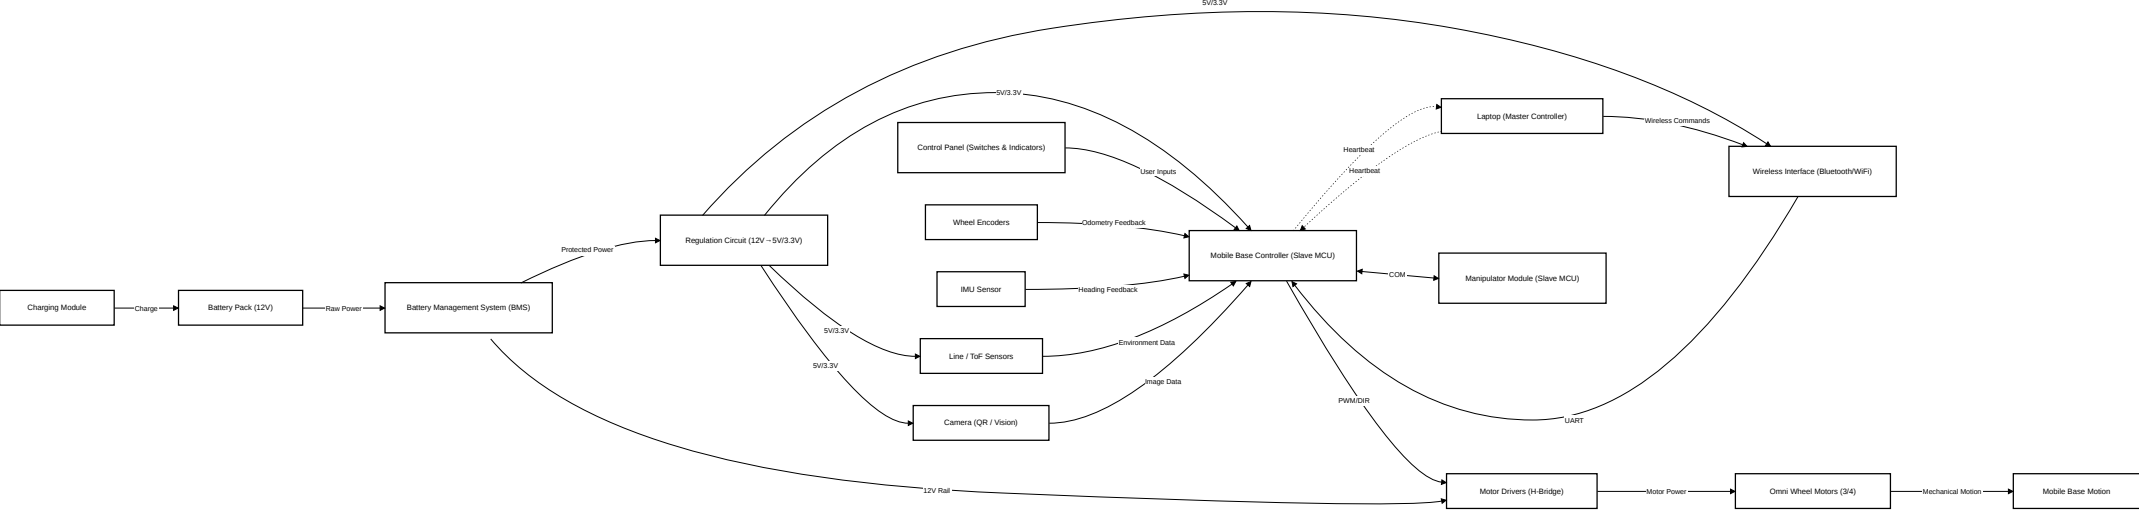 5V/3.3V
5V/3.3V
Laptop (Master Controller)
Wireless Commands
Control Panel (Switches & Indicators)
Heartbeat
Heartbeat
User Inputs
Wireless Interface (Bluetooth/WiFi)
Wheel Encoders
Odometry Feedback
Protected Power
Regulation Circuit (12V→5V/3.3V)
Mobile Base Controller (Slave MCU)
COM
Manipulator Module (Slave MCU)
IMU Sensor
Heading Feedback
Charging Module
Charge
Battery Pack (12V)
Raw Power
Battery Management System (BMS)
5V/3.3V
Line / ToF Sensors
Environment Data
5V/3.3V
Image Data
PWM/DIR
Camera (QR / Vision)
UART
12V Rail
Motor Drivers (H-Bridge)
Motor Power
Omni Wheel Motors (3/4)
Mechanical Motion
Mobile Base Motion